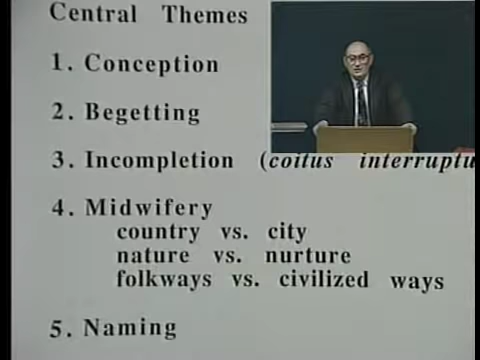 Central Themes
1. Conception
2. Begetting
3. Incompletion (coitus interruptu
4. Midwifery
country vs. city
nature vs. nurture
folkways vs. civilized ways
5. Naming